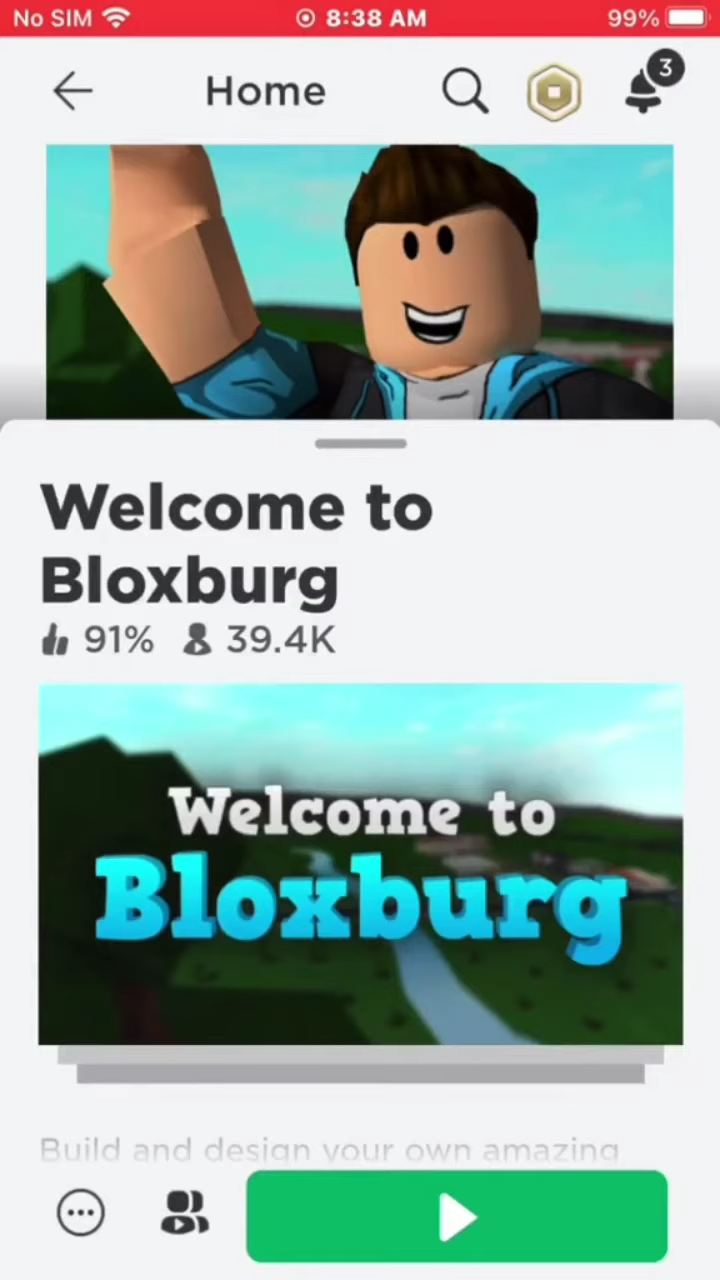 No SIM 8:38 AM 99%
Home 3
Welcome to
Bloxburg
91% 39.4K
Welcome to
Bloxburg
Build and design your own amazing